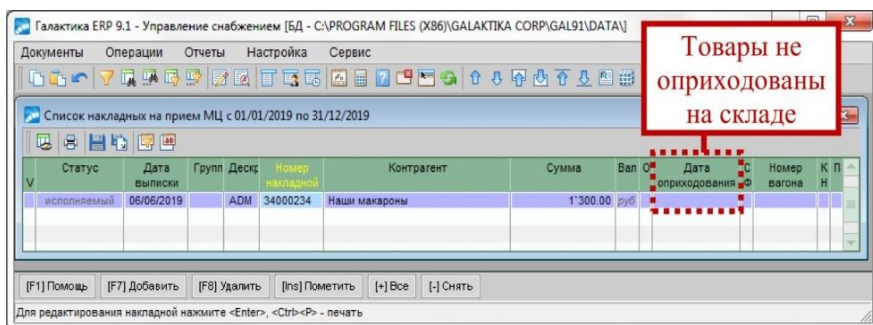 Галактика ERP 9.1 - Управление снабжением [БД - C:\PROGRAM FILES (X86)\GALAKTIKA CORP\GAL91\DATA\]
Документы Операции Отчеты Настройка Сервис
Товары не
оприходованы
на складе
Список накладных на прием МЦ с 01/01/2019 по 31/12/2019
V Статус Дата выписки Групп Дескр Номер накладной Контрагент Сумма Вал О Дата оприходования С Ф Номер вагона К Н П
исполняемый 06/06/2019 ADM 34000234 Наши макароны 1`300.00 руб
[F1] Помощь [F7] Добавить [F8] Удалить [Ins] Пометить [+] Все [-] Снять
Для редактирования накладной нажмите <Enter>, <Ctrl><P> - печать